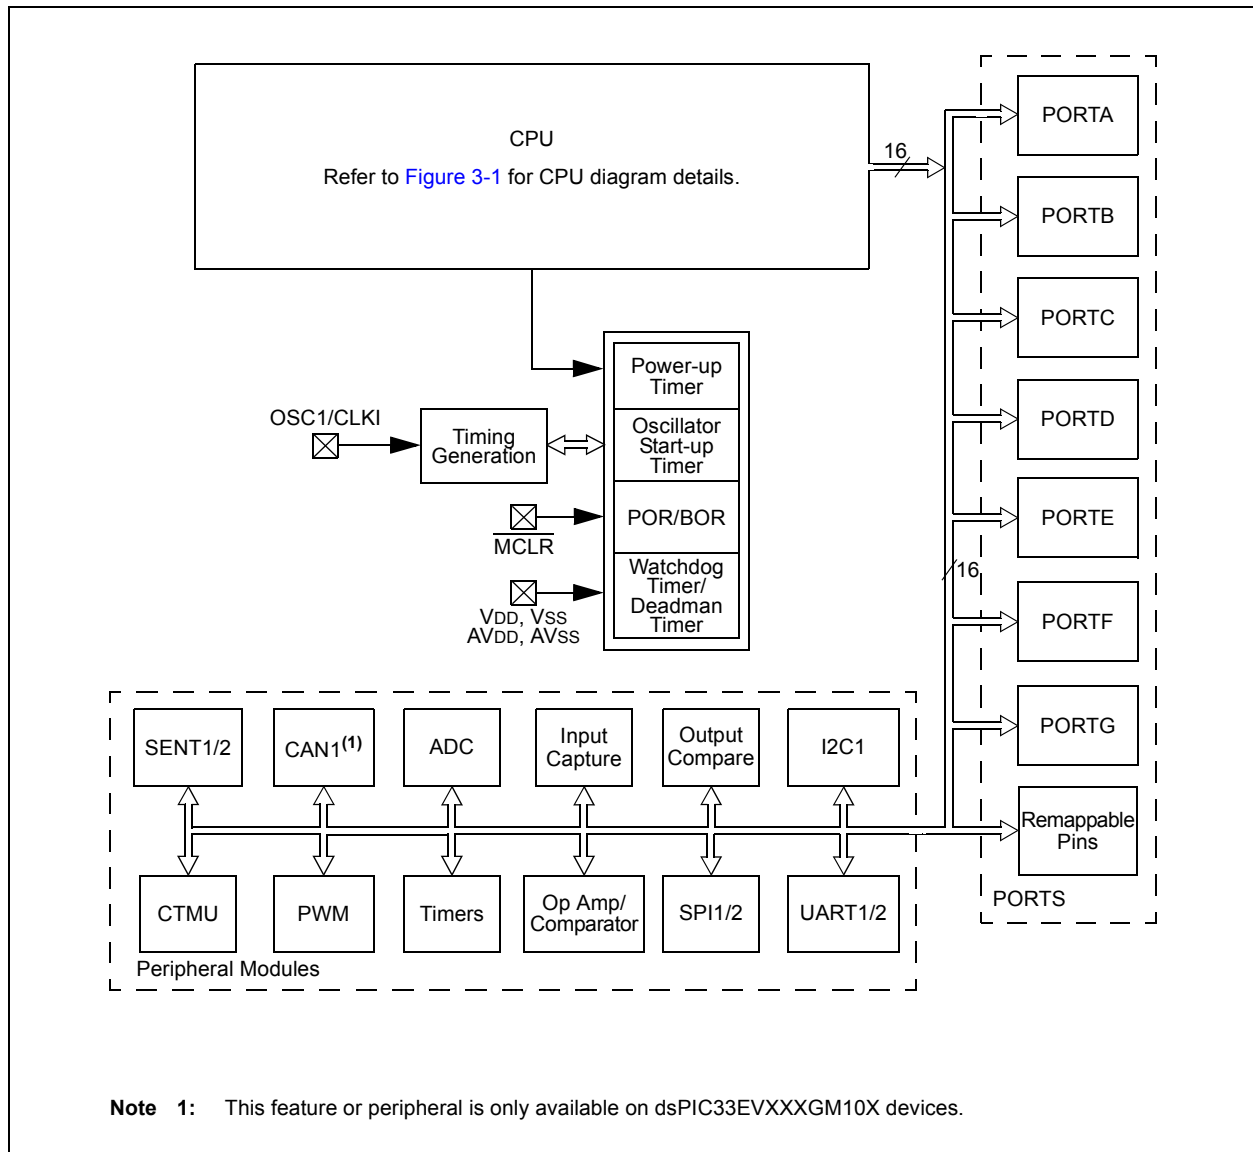 CPU
Refer to Figure 3-1 for CPU diagram details.
16
PORTA
PORTB
PORTC
PORTD
PORTE
16
PORTF
PORTG
Remappable
Pins
PORTS
Power-up
Timer
OSC1/CLKI
Timing
Generation
Oscillator
Start-up
Timer
POR/BOR
MCLR
Watchdog
Timer/
Deadman
Timer
VDD, VSS
AVDD, AVSS
SENT1/2
CAN1(1)
ADC
Input
Capture
Output
Compare
I2C1
CTMU
PWM
Timers
Op Amp/
Comparator
SPI1/2
UART1/2
Peripheral Modules
Note 1: This feature or peripheral is only available on dsPIC33EVXXXGM10X devices.